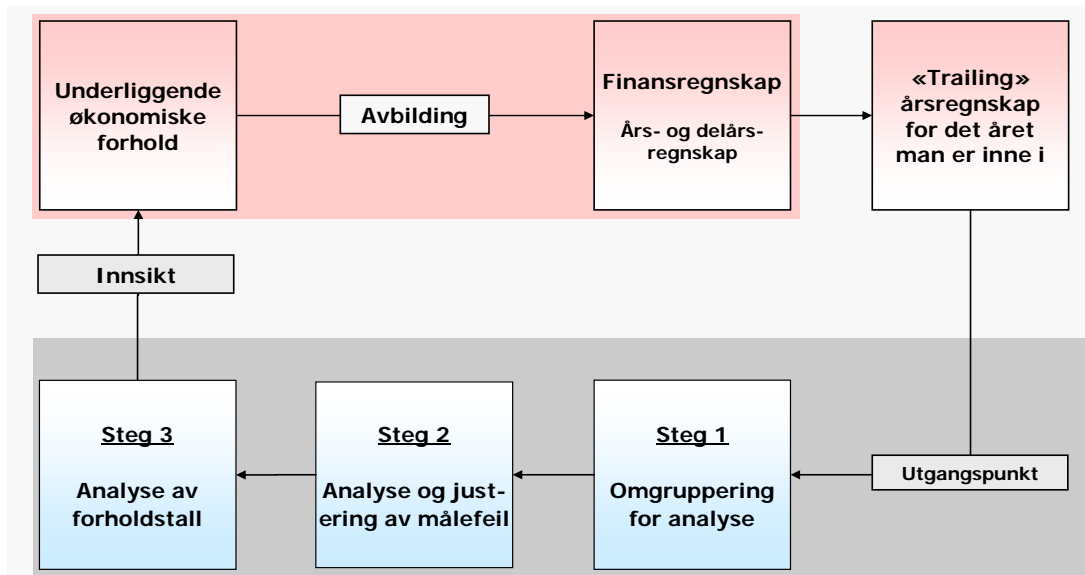 Underliggende
økonomiske
forhold
Avbilding
Finansregnskap
Års- og delårs-
regnskap
«Trailing»
årsregnskap
for det året
man er inne i
Innsikt
Steg 3
Analyse av
forholdstall
Steg 2
Analyse og just-
ering av målefeil
Steg 1
Omgruppering
for analyse
Utgangspunkt